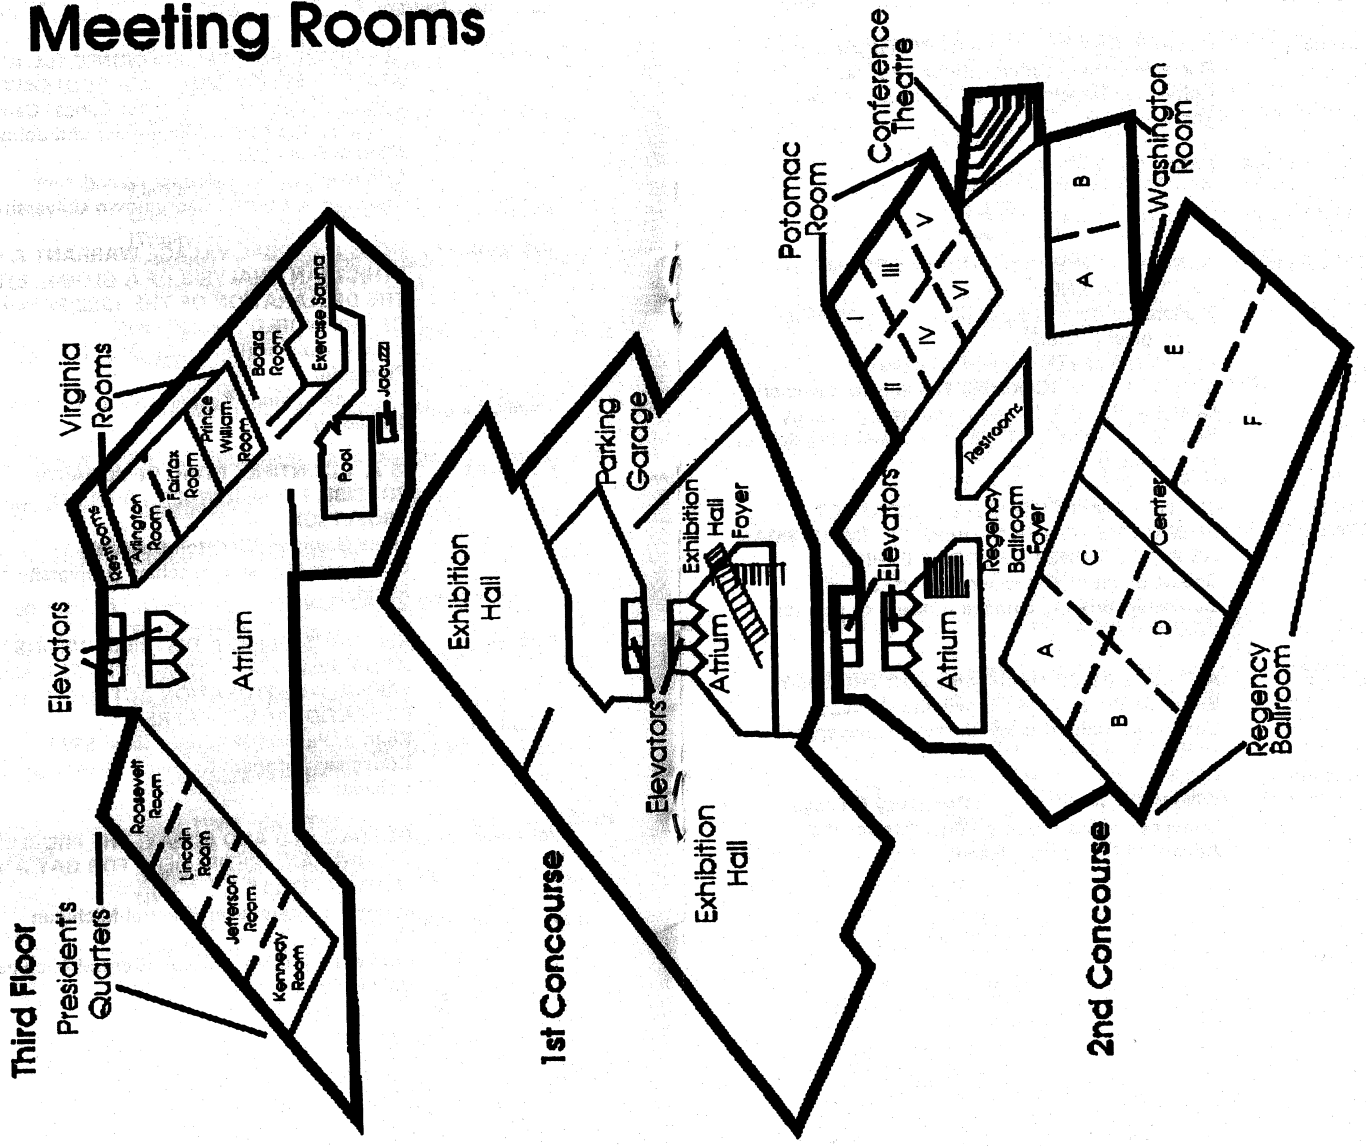 Meeting Rooms
Third Floor
President's
Quarters
Roosevelt
Room
Lincoln
Room
Jefferson
Room
Kennedy
Room
Elevators
Atrium
Virginia
Rooms
Restrooms
Arlington
Room
Fairfax
Room
Prince
William
Room
Board
Room
Exercise
Sauna
Pool
Jacuzzi
1st Concourse
Exhibition
Hall
Parking
Garage
Exhibition
Hall
Foyer
Elevators
Atrium
Exhibition
Hall
2nd Concourse
Potomac
Room
I
II
III
IV
V
VI
Conference
Theatre
Washington
Room
A
B
Elevators
Atrium
Restrooms
Regency
Ballroom
Foyer
A
B
C
D
Center
E
F
Regency
Ballroom